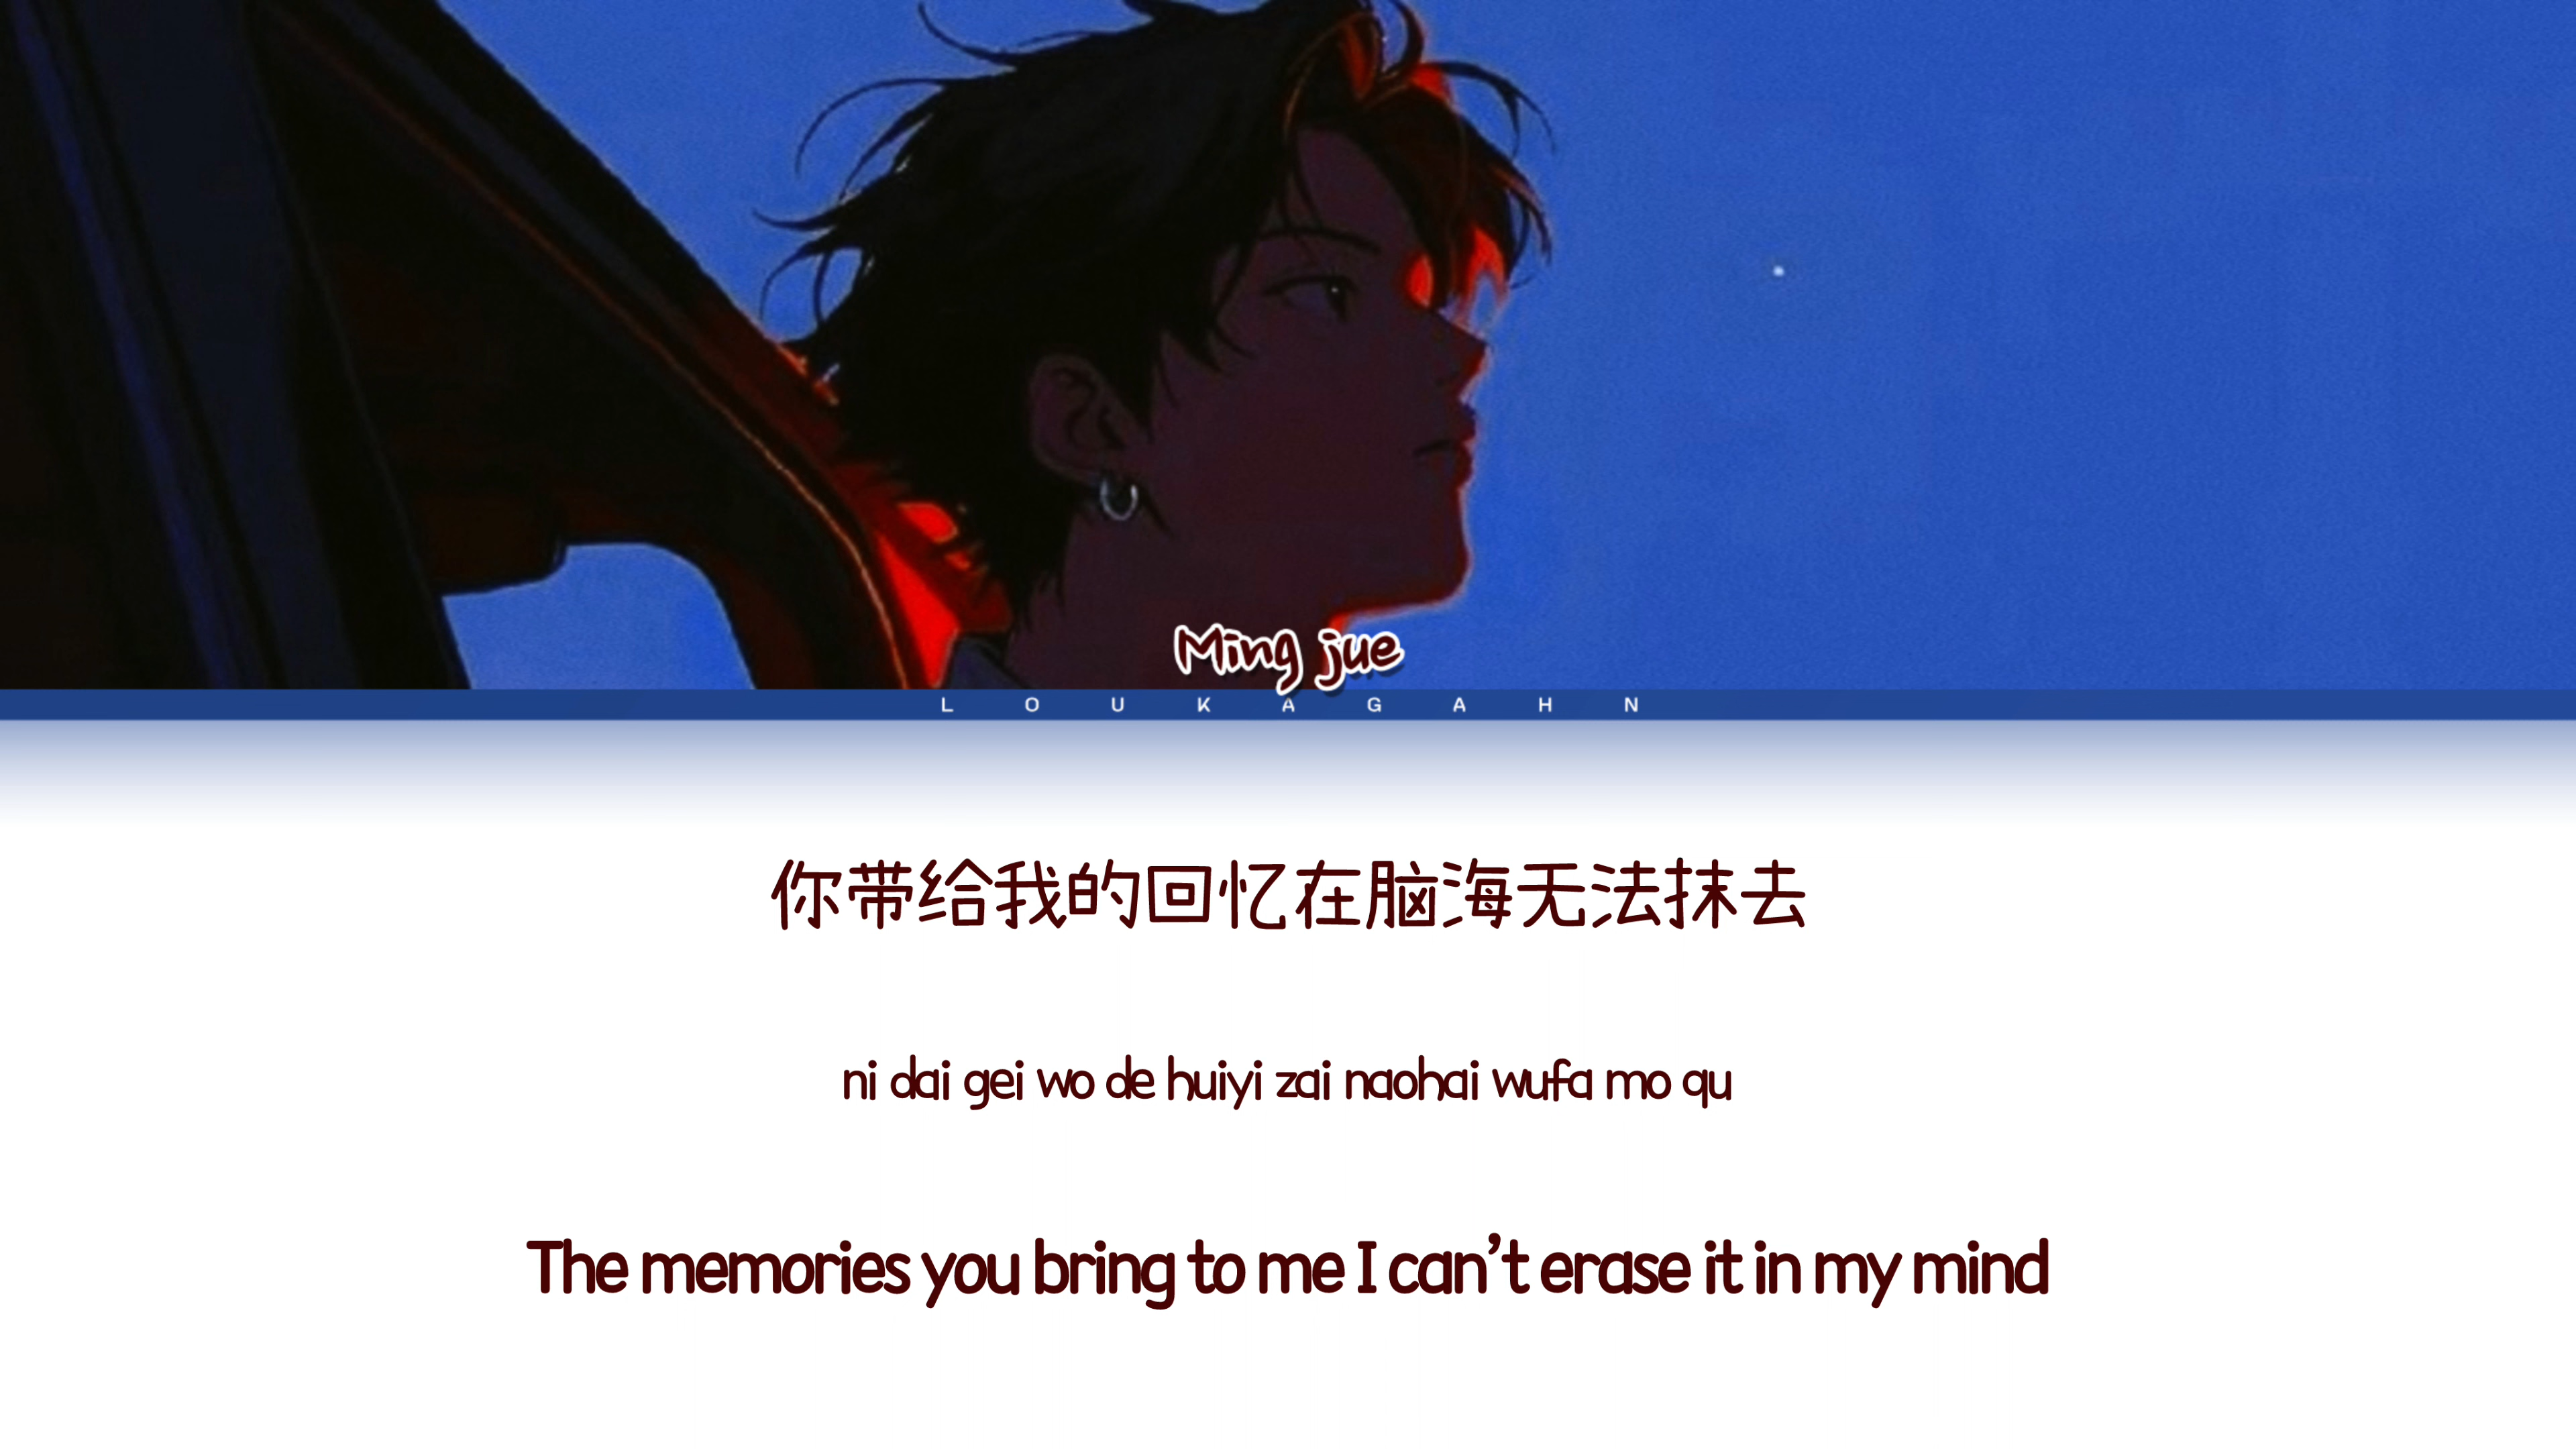 Ming jue
LOUKAGAHN
你带给我的回忆在脑海无法抹去
ni dai gei wo de huiyi zai naohai wufa mo qu
The memories you bring to me I can't erase it in my mind